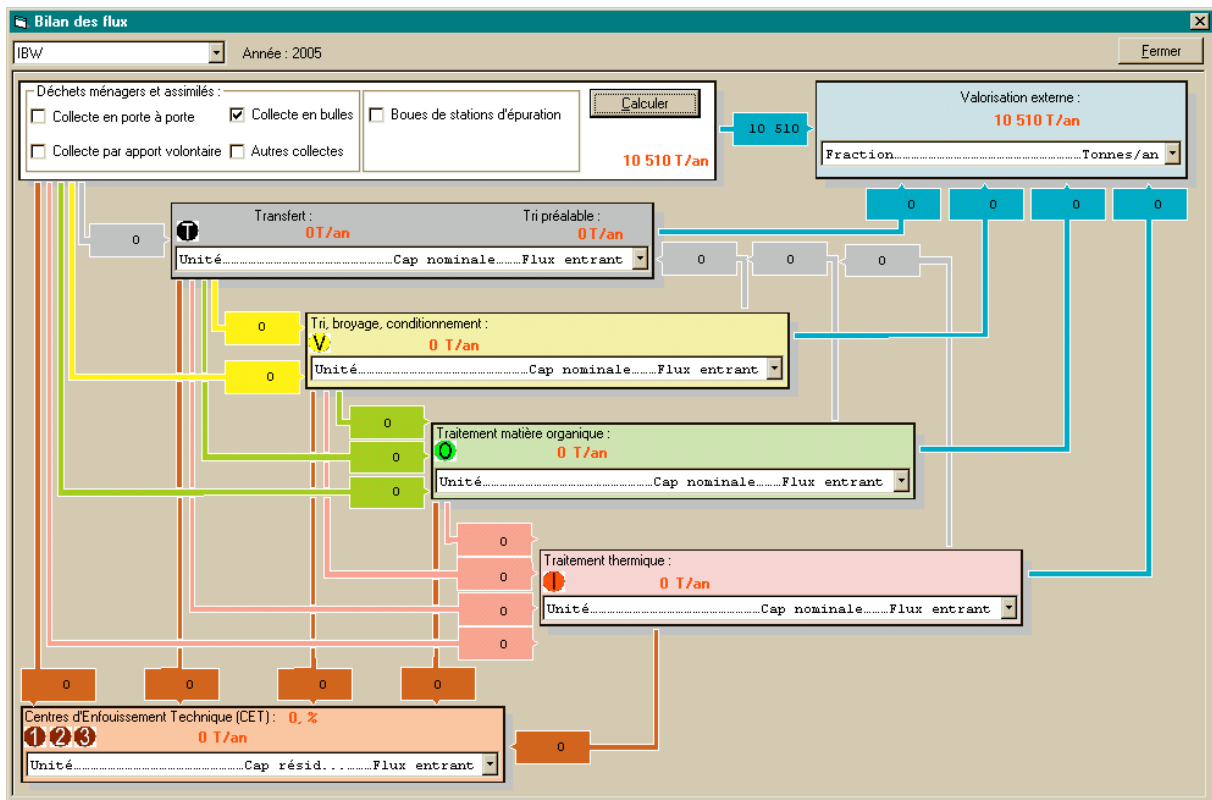 Bilan des flux
IBW
Année : 2005
Fermer
Déchets ménagers et assimilés :
Collecte en porte à porte
Collecte en bulles
Collecte par apport volontaire
Autres collectes
Boues de stations d'épuration
Calculer
10 510 T/an
10 510
Valorisation externe :
10 510 T/an
Fraction.......................................................Tonnes/an
0 0 0 0
0
T
Transfert :
0T/an
Tri préalable :
0T/an
Unité..................................................Cap nominale.......Flux entrant
0 0 0
0
Tri, broyage, conditionnement :
V
0 T/an
0
Unité..................................................Cap nominale.......Flux entrant
0
Traitement matière organique :
O
0 T/an
0
0
Unité..................................................Cap nominale.......Flux entrant
0
Traitement thermique :
I
0 T/an
0
0
Unité..................................................Cap nominale.......Flux entrant
0
0 0 0 0
Centres d'Enfouissement Technique (CET) : 0, %
1 2 3
0 T/an
0
Unité..................................................Cap résid..........Flux entrant